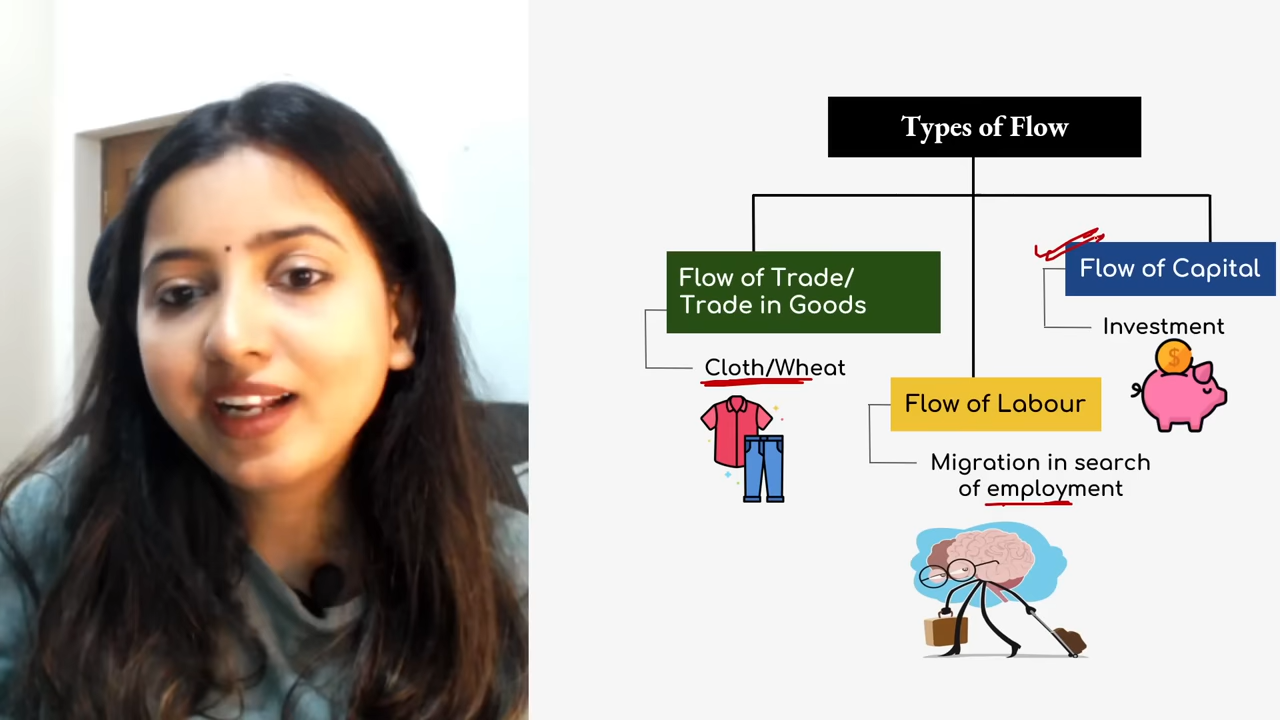 Types of Flow
Flow of Trade/
Trade in Goods
Cloth/Wheat
Flow of Labour
Migration in search
of employment
Flow of Capital
Investment
$